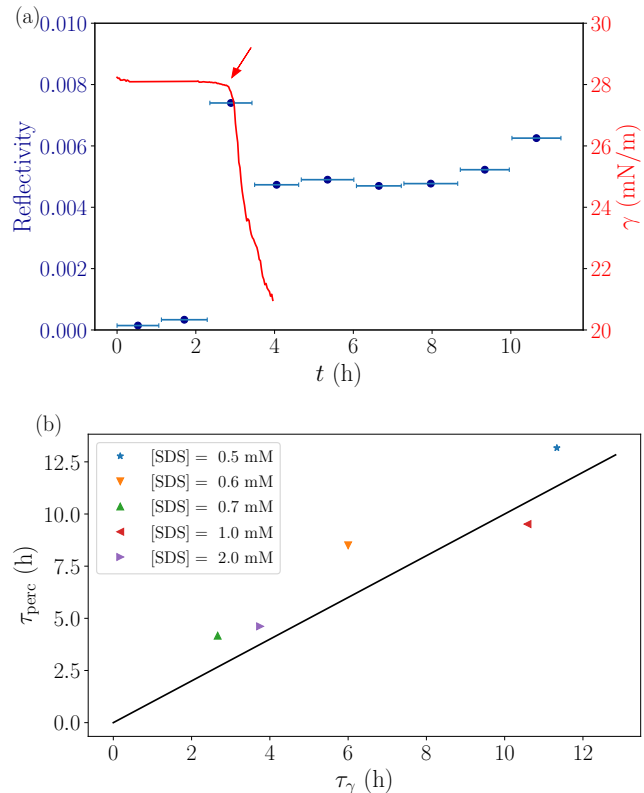 (a)
0.010
0.008
0.006
0.004
0.002
0.000
Reflectivity
30
28
26
24
22
20
γ (mN/m)
0 2 4 6 8 10
t (h)
(b)
[SDS] = 0.5 mM
[SDS] = 0.6 mM
[SDS] = 0.7 mM
[SDS] = 1.0 mM
[SDS] = 2.0 mM
12.5
10.0
7.5
5.0
2.5
0.0
τperc (h)
0 2 4 6 8 10 12
τγ (h)